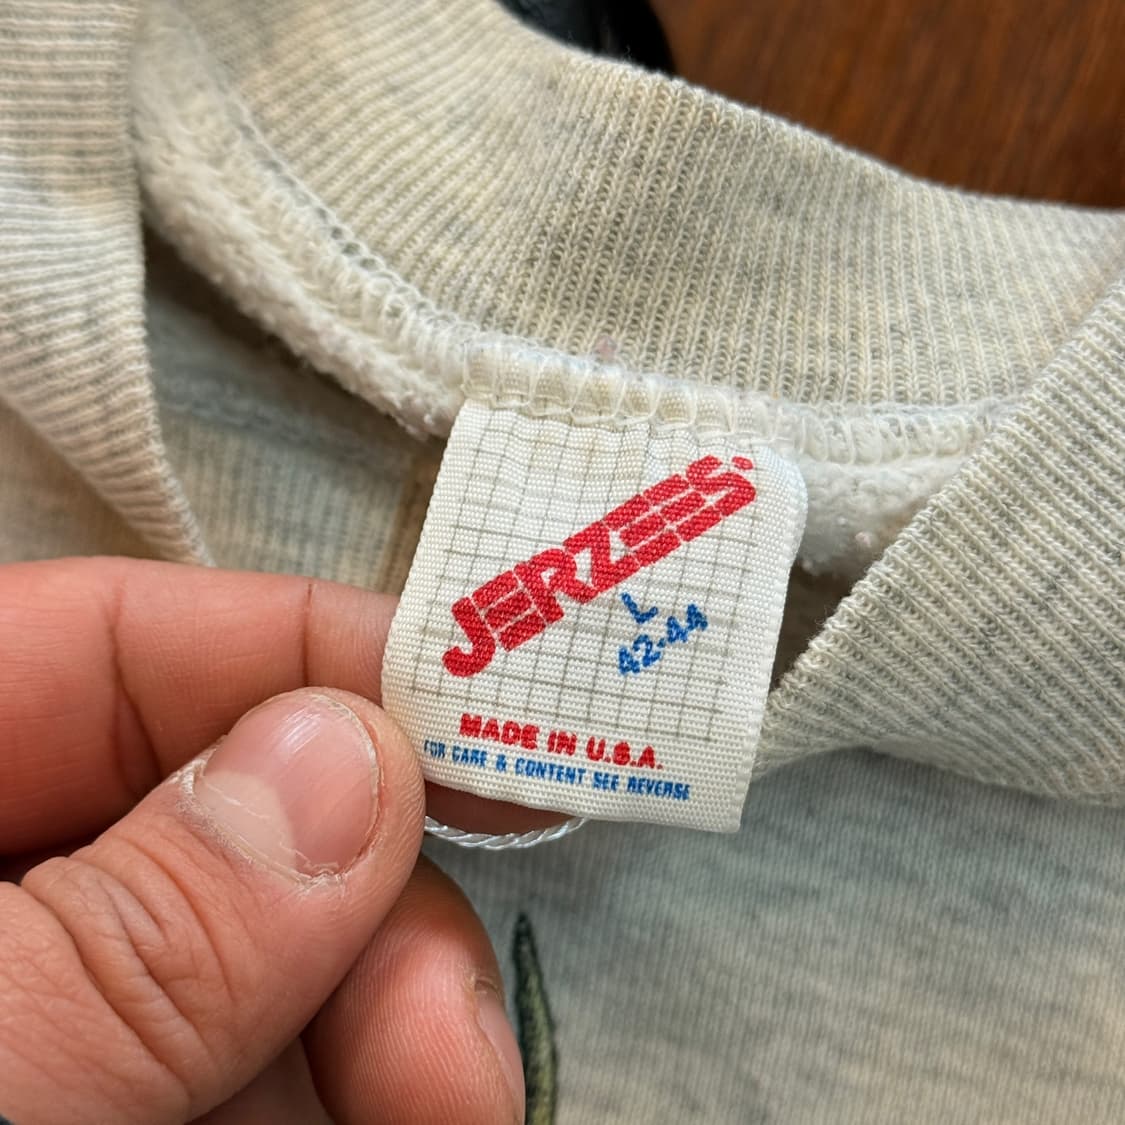 JERZEES
L
42-44
MADE IN U.S.A.
FOR CARE & CONTENT SEE REVERSE